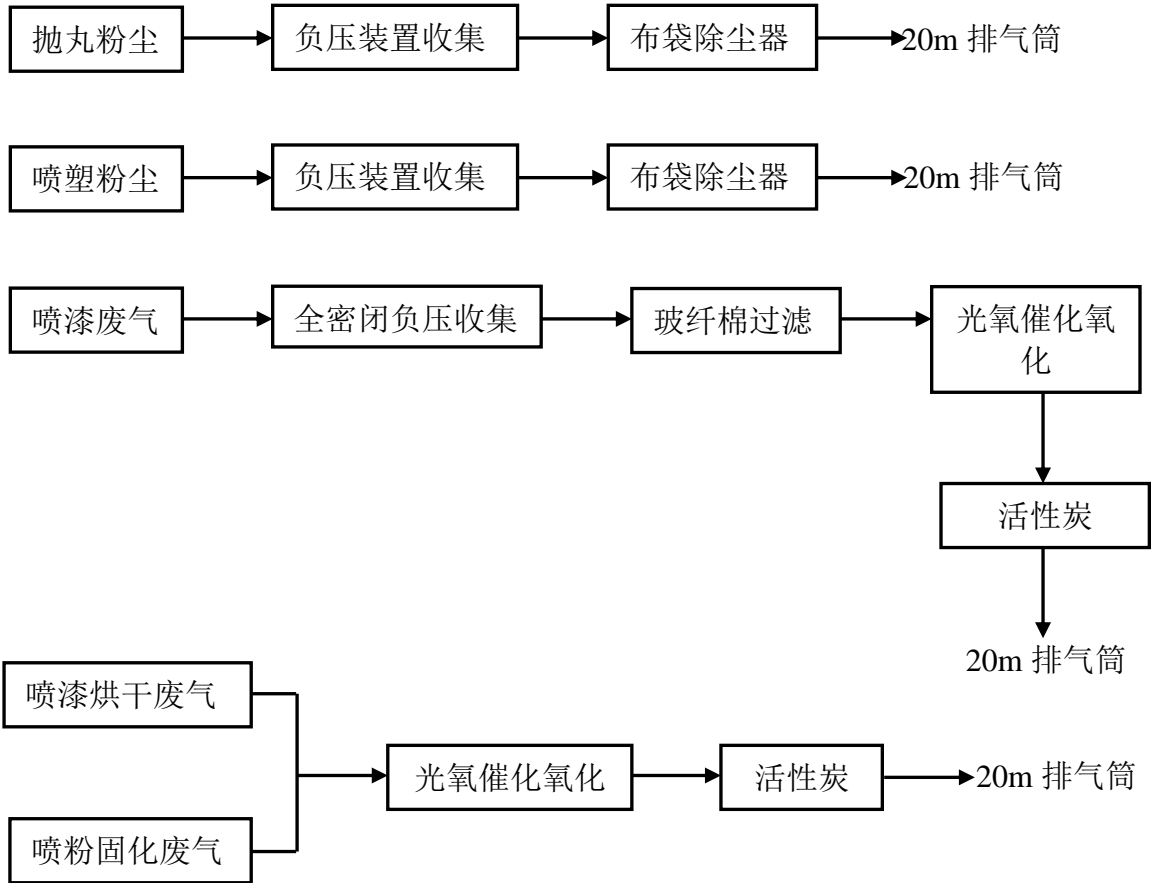 抛丸粉尘
负压装置收集
布袋除尘器
20m 排气筒
喷塑粉尘
负压装置收集
布袋除尘器
20m 排气筒
喷漆废气
全密闭负压收集
玻纤棉过滤
光氧催化氧
化
活性炭
20m 排气筒
喷漆烘干废气
喷粉固化废气
光氧催化氧化
活性炭
20m 排气筒